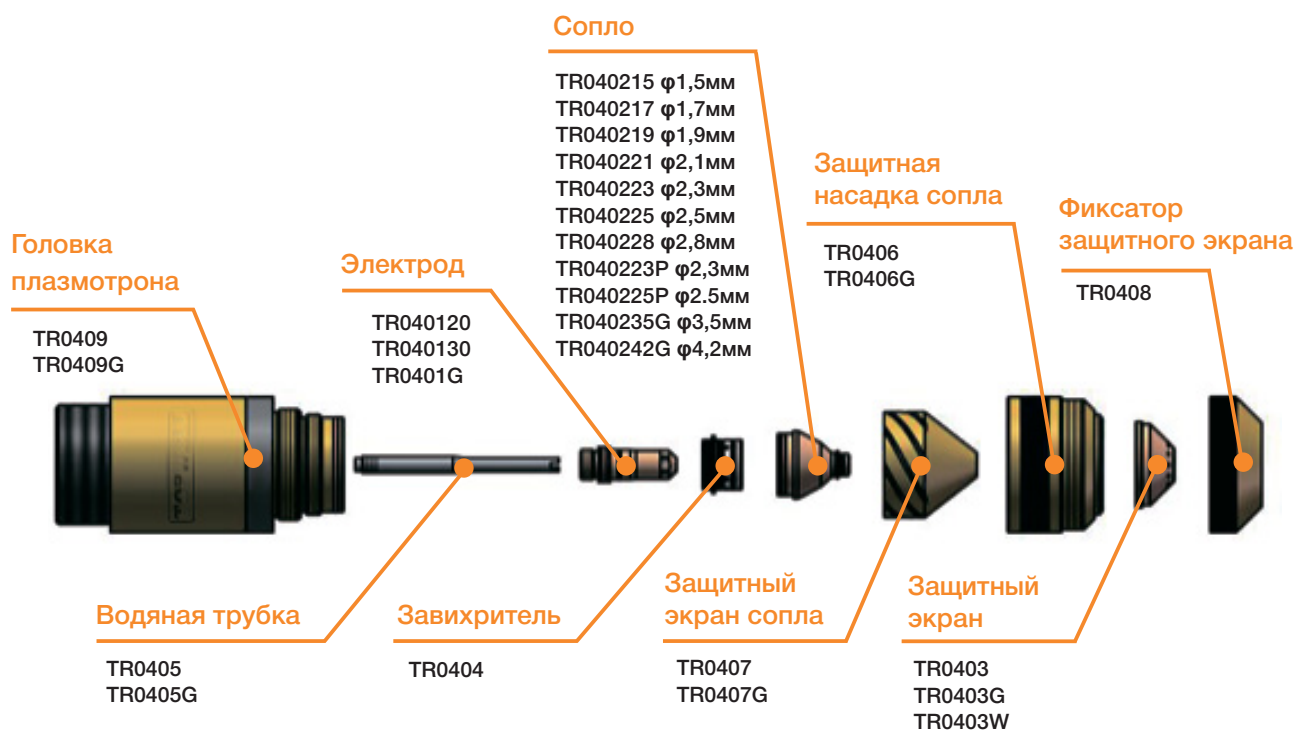 Сопло
TR040215 φ1,5мм
TR040217 φ1,7мм
TR040219 φ1,9мм
TR040221 φ2,1мм
TR040223 φ2,3мм
TR040225 φ2,5мм
TR040228 φ2,8мм
TR040223P φ2,3мм
TR040225P φ2.5мм
TR040235G φ3,5мм
TR040242G φ4,2мм
Защитная
насадка сопла
TR0406
TR0406G
Фиксатор
защитного экрана
TR0408
Головка
плазмотрона
TR0409
TR0409G
Электрод
TR040120
TR040130
TR0401G
Водяная трубка
TR0405
TR0405G
Завихритель
TR0404
Защитный
экран сопла
TR0407
TR0407G
Защитный
экран
TR0403
TR0403G
TR0403W